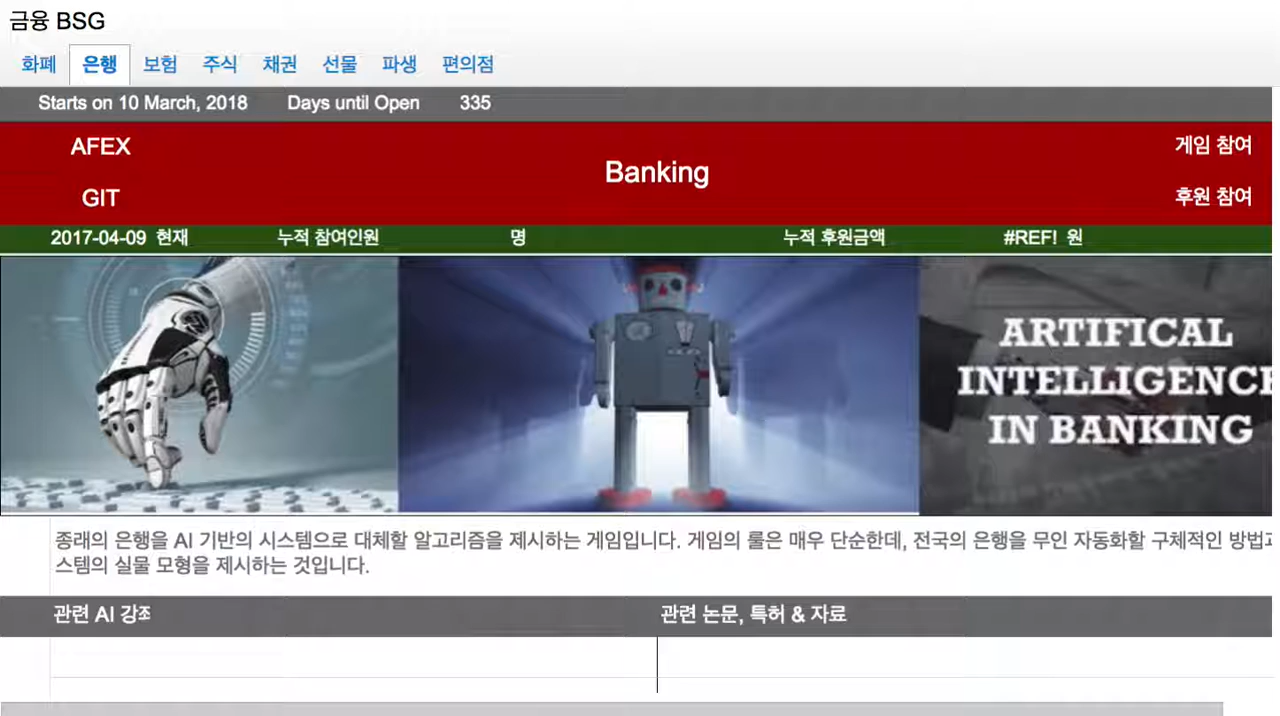 금융 BSG
화폐 은행 보험 주식 채권 선물 파생 편의점
Starts on 10 March, 2018 Days until Open 335
AFEX
Banking
게임 참여
GIT
후원 참여
2017-04-09 현재 누적 참여인원 명 누적 후원금액 #REF! 원
ARTIFICAL
INTELLIGENCE
IN BANKING
종래의 은행을 AI 기반의 시스템으로 대체할 알고리즘을 제시하는 게임입니다. 게임의 룰은 매우 단순한데, 전국의 은행을 무인 자동화할 구체적인 방법과
스템의 실물 모형을 제시하는 것입니다.
관련 AI 강좌 관련 논문, 특허 & 자료